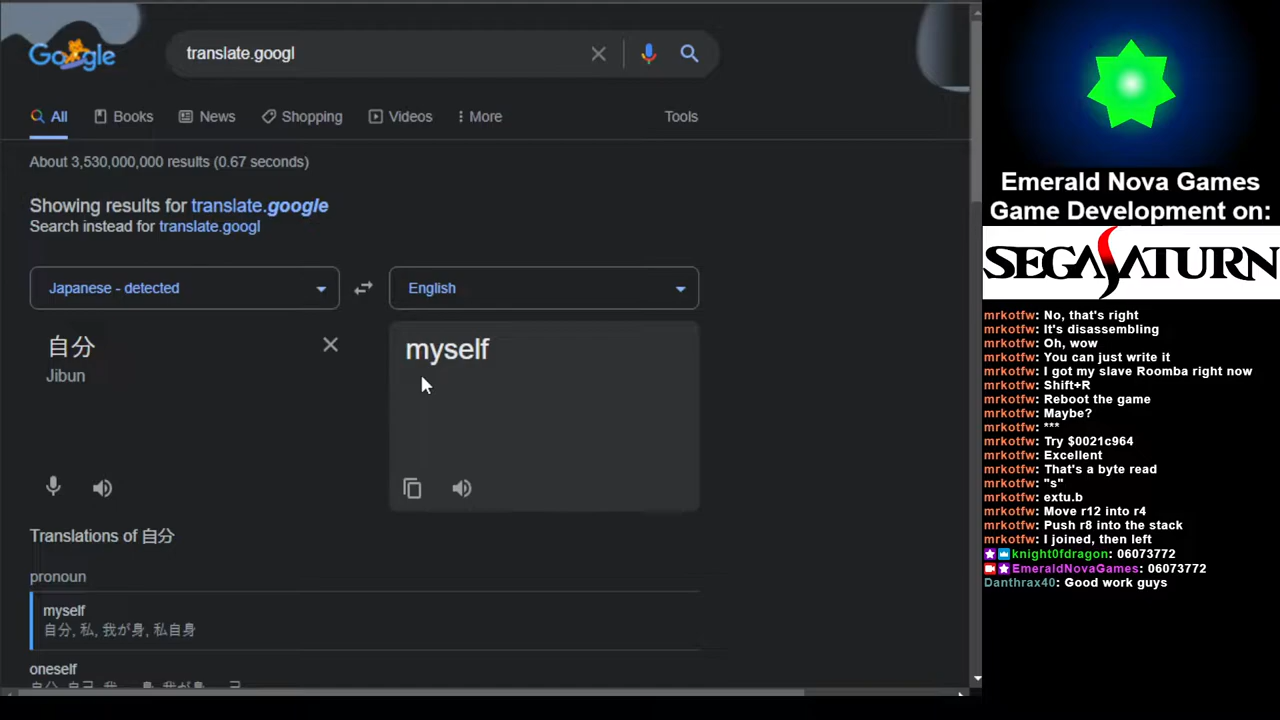 Google
translate.googl
All
Books
News
Shopping
Videos
More
Tools
About 3,530,000,000 results (0.67 seconds)
Showing results for translate.google
Search instead for translate.googl
Japanese - detected
English
自分
Jibun
myself
Translations of 自分
pronoun
myself
自分, 私, 我が身, 私自身
oneself
Emerald Nova Games
Game Development on:
SEGA SATURN
mrkotfw: No, that's right
mrkotfw: It's disassembling
mrkotfw: Oh, wow
mrkotfw: You can just write it
mrkotfw: I got my slave Roomba right now
mrkotfw: Shift+R
mrkotfw: Reboot the game
mrkotfw: Maybe?
mrkotfw: ***
mrkotfw: Try $0021c964
mrkotfw: Excellent
mrkotfw: That's a byte read
mrkotfw: "s"
mrkotfw: extu.b
mrkotfw: Move r12 into r4
mrkotfw: Push r8 into the stack
mrkotfw: I joined, then left
knight0fdragon: 06073772
EmeraldNovaGames: 06073772
Danthrax40: Good work guys